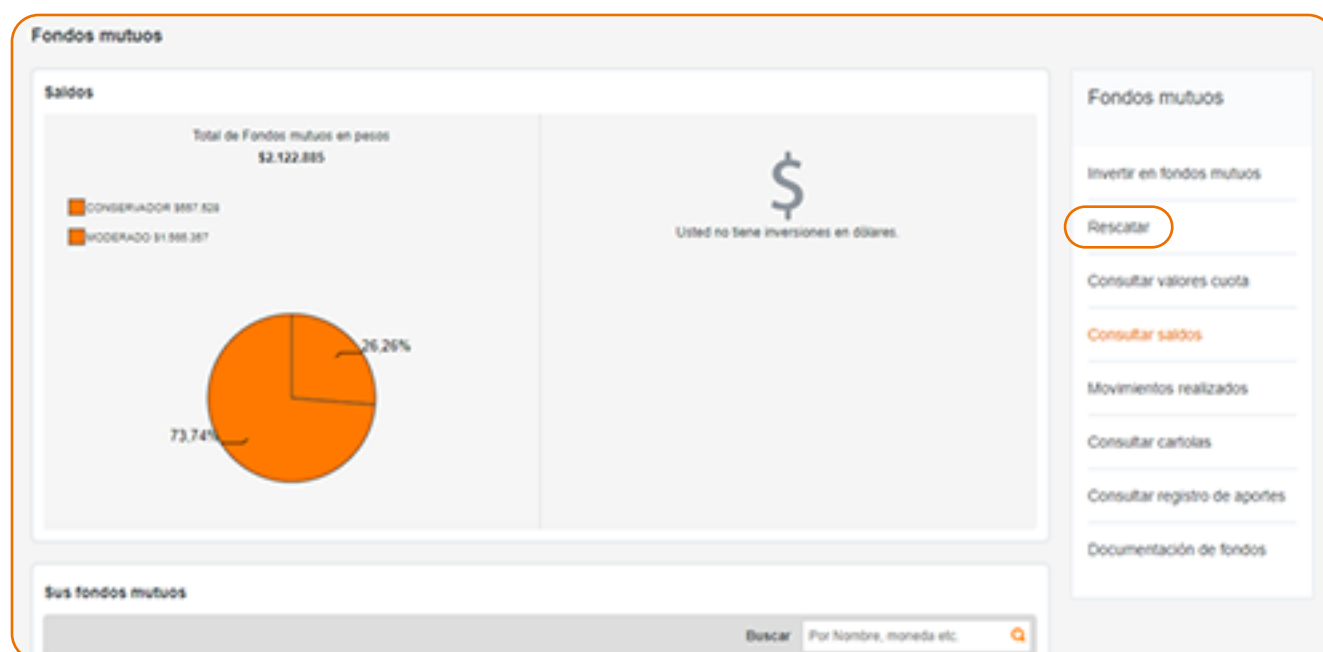 Fondos mutuos
Saldos
Total de Fondos mutuos en pesos
$2.122.885
CONSERVADOR $557.528
MODERADO $1.565.357
26,26%
73,74%
$
Usted no tiene inversiones en dólares.
Fondos mutuos
Invertir en fondos mutuos
Rescatar
Consultar valores cuota
Consultar saldos
Movimientos realizados
Consultar cartolas
Consultar registro de aportes
Documentación de fondos
Sus fondos mutuos
Buscar Por Nombre, moneda etc.